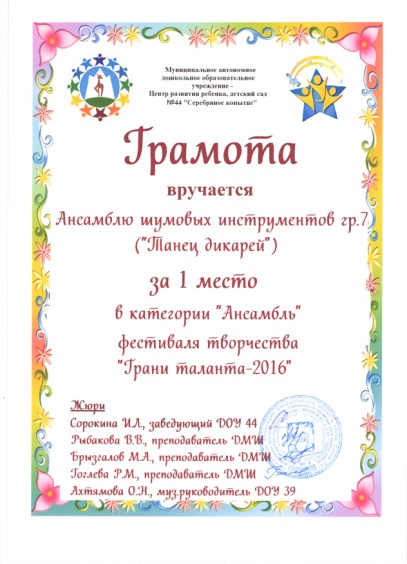 Муниципальное автономное
дошкольное образовательное
учреждение -
Центр развития ребенка, детский сад
№44 "Серебряное копытце"
Грамота
вручается
Ансамблю шумовых инструментов гр.7
("Танец дикарей")
за 1 место
в категории "Ансамбль"
фестиваля творчества
"Грани таланта-2016"
Жюри
Сорокина И.Л., заведующий ДОУ 44
Рыбакова В.В., преподаватель ДМШ
Брызгалов М.А., преподаватель ДМШ
Гоглева Р.М., преподаватель ДМШ
Ахтямова О.Н., муз.руководитель ДОУ 39